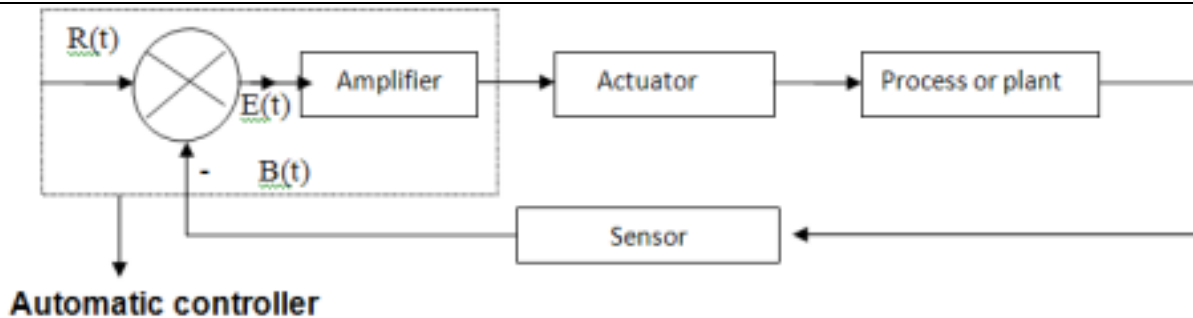 R(t)
Amplifier
Actuator
Process or plant
E(t)
- B(t)
Sensor
Automatic controller